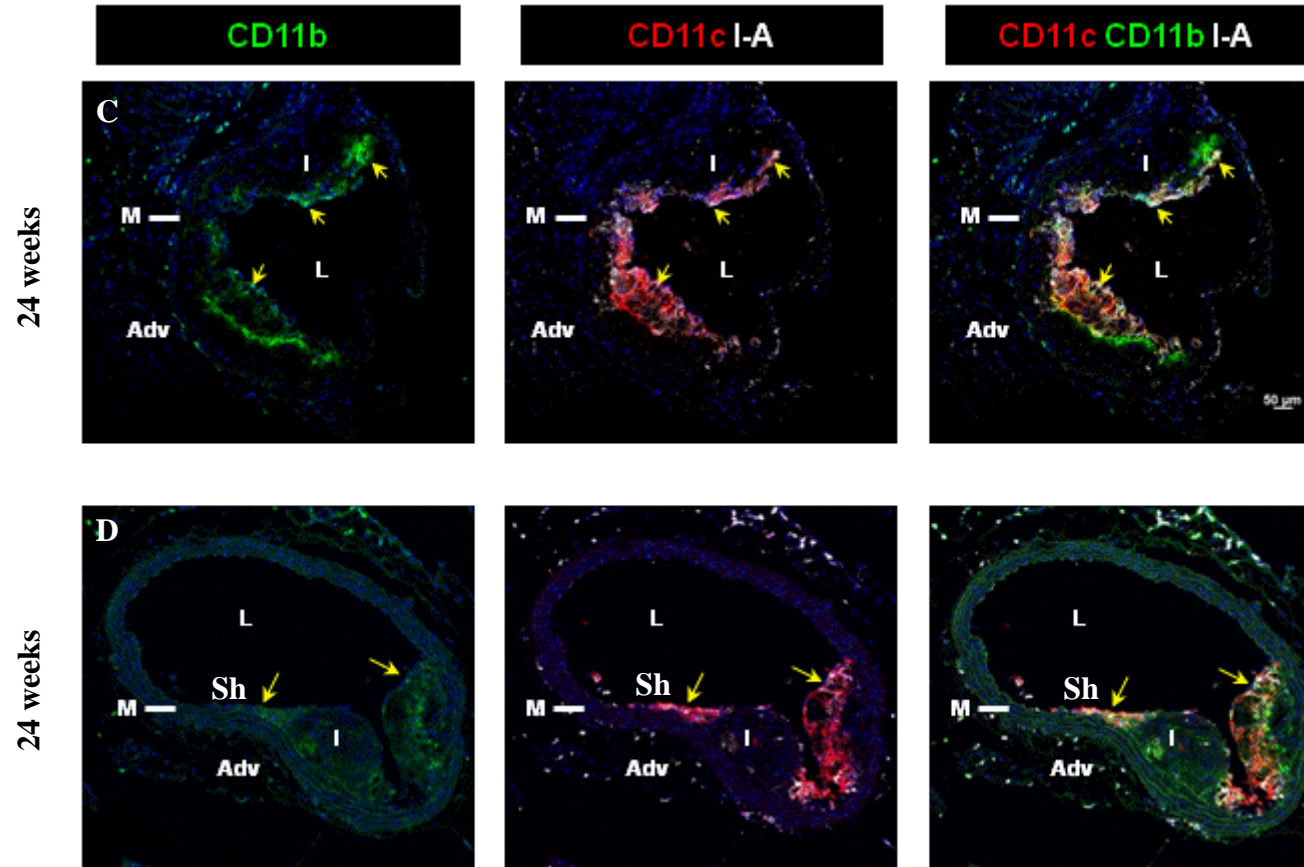 CD11b
CD11c I-A
CD11c CD11b I-A
24 weeks
C
I
M
L
Adv
I
M
L
Adv
I
M
L
Adv
50 µm
24 weeks
D
L
Sh
M
I
Adv
L
Sh
M
I
Adv
L
Sh
M
I
Adv